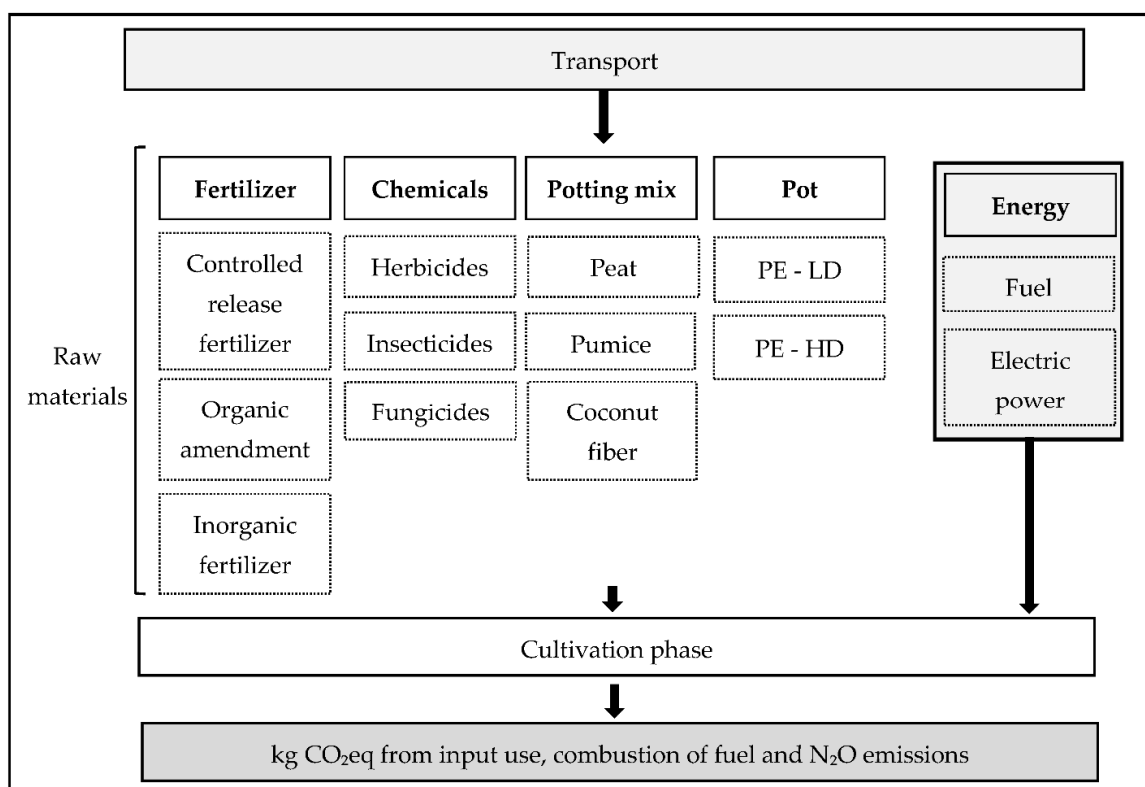 Transport
Raw
materials
Fertilizer
Controlled
release
fertilizer
Organic
amendment
Inorganic
fertilizer
Chemicals
Herbicides
Insecticides
Fungicides
Potting mix
Peat
Pumice
Coconut
fiber
Pot
PE - LD
PE - HD
Energy
Fuel
Electric
power
Cultivation phase
kg CO₂eq from input use, combustion of fuel and N₂O emissions